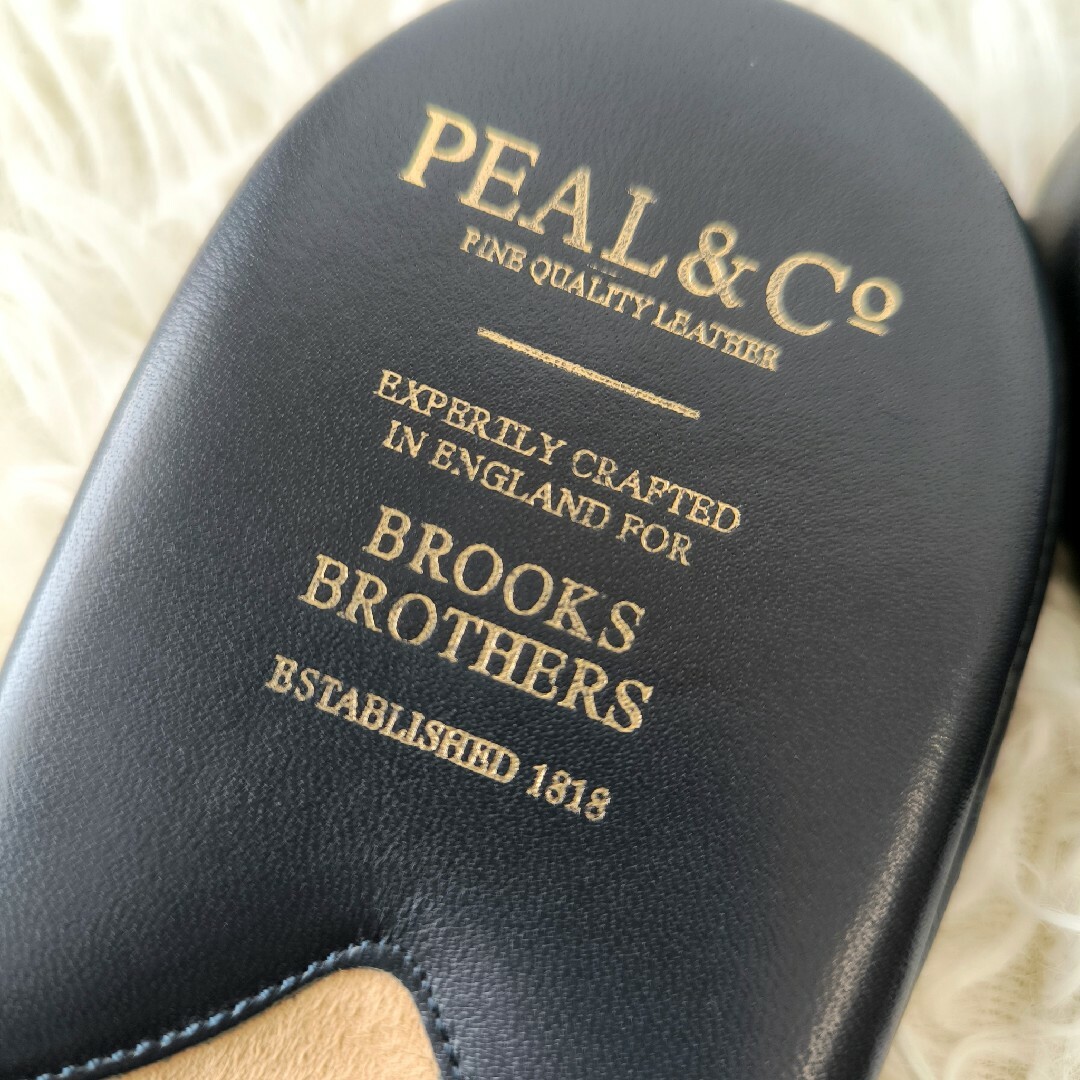 PEAL & Cº
FINE QUALITY LEATHER
EXPERTLY CRAFTED
IN ENGLAND FOR
BROOKS
BROTHERS
ESTABLISHED 1818